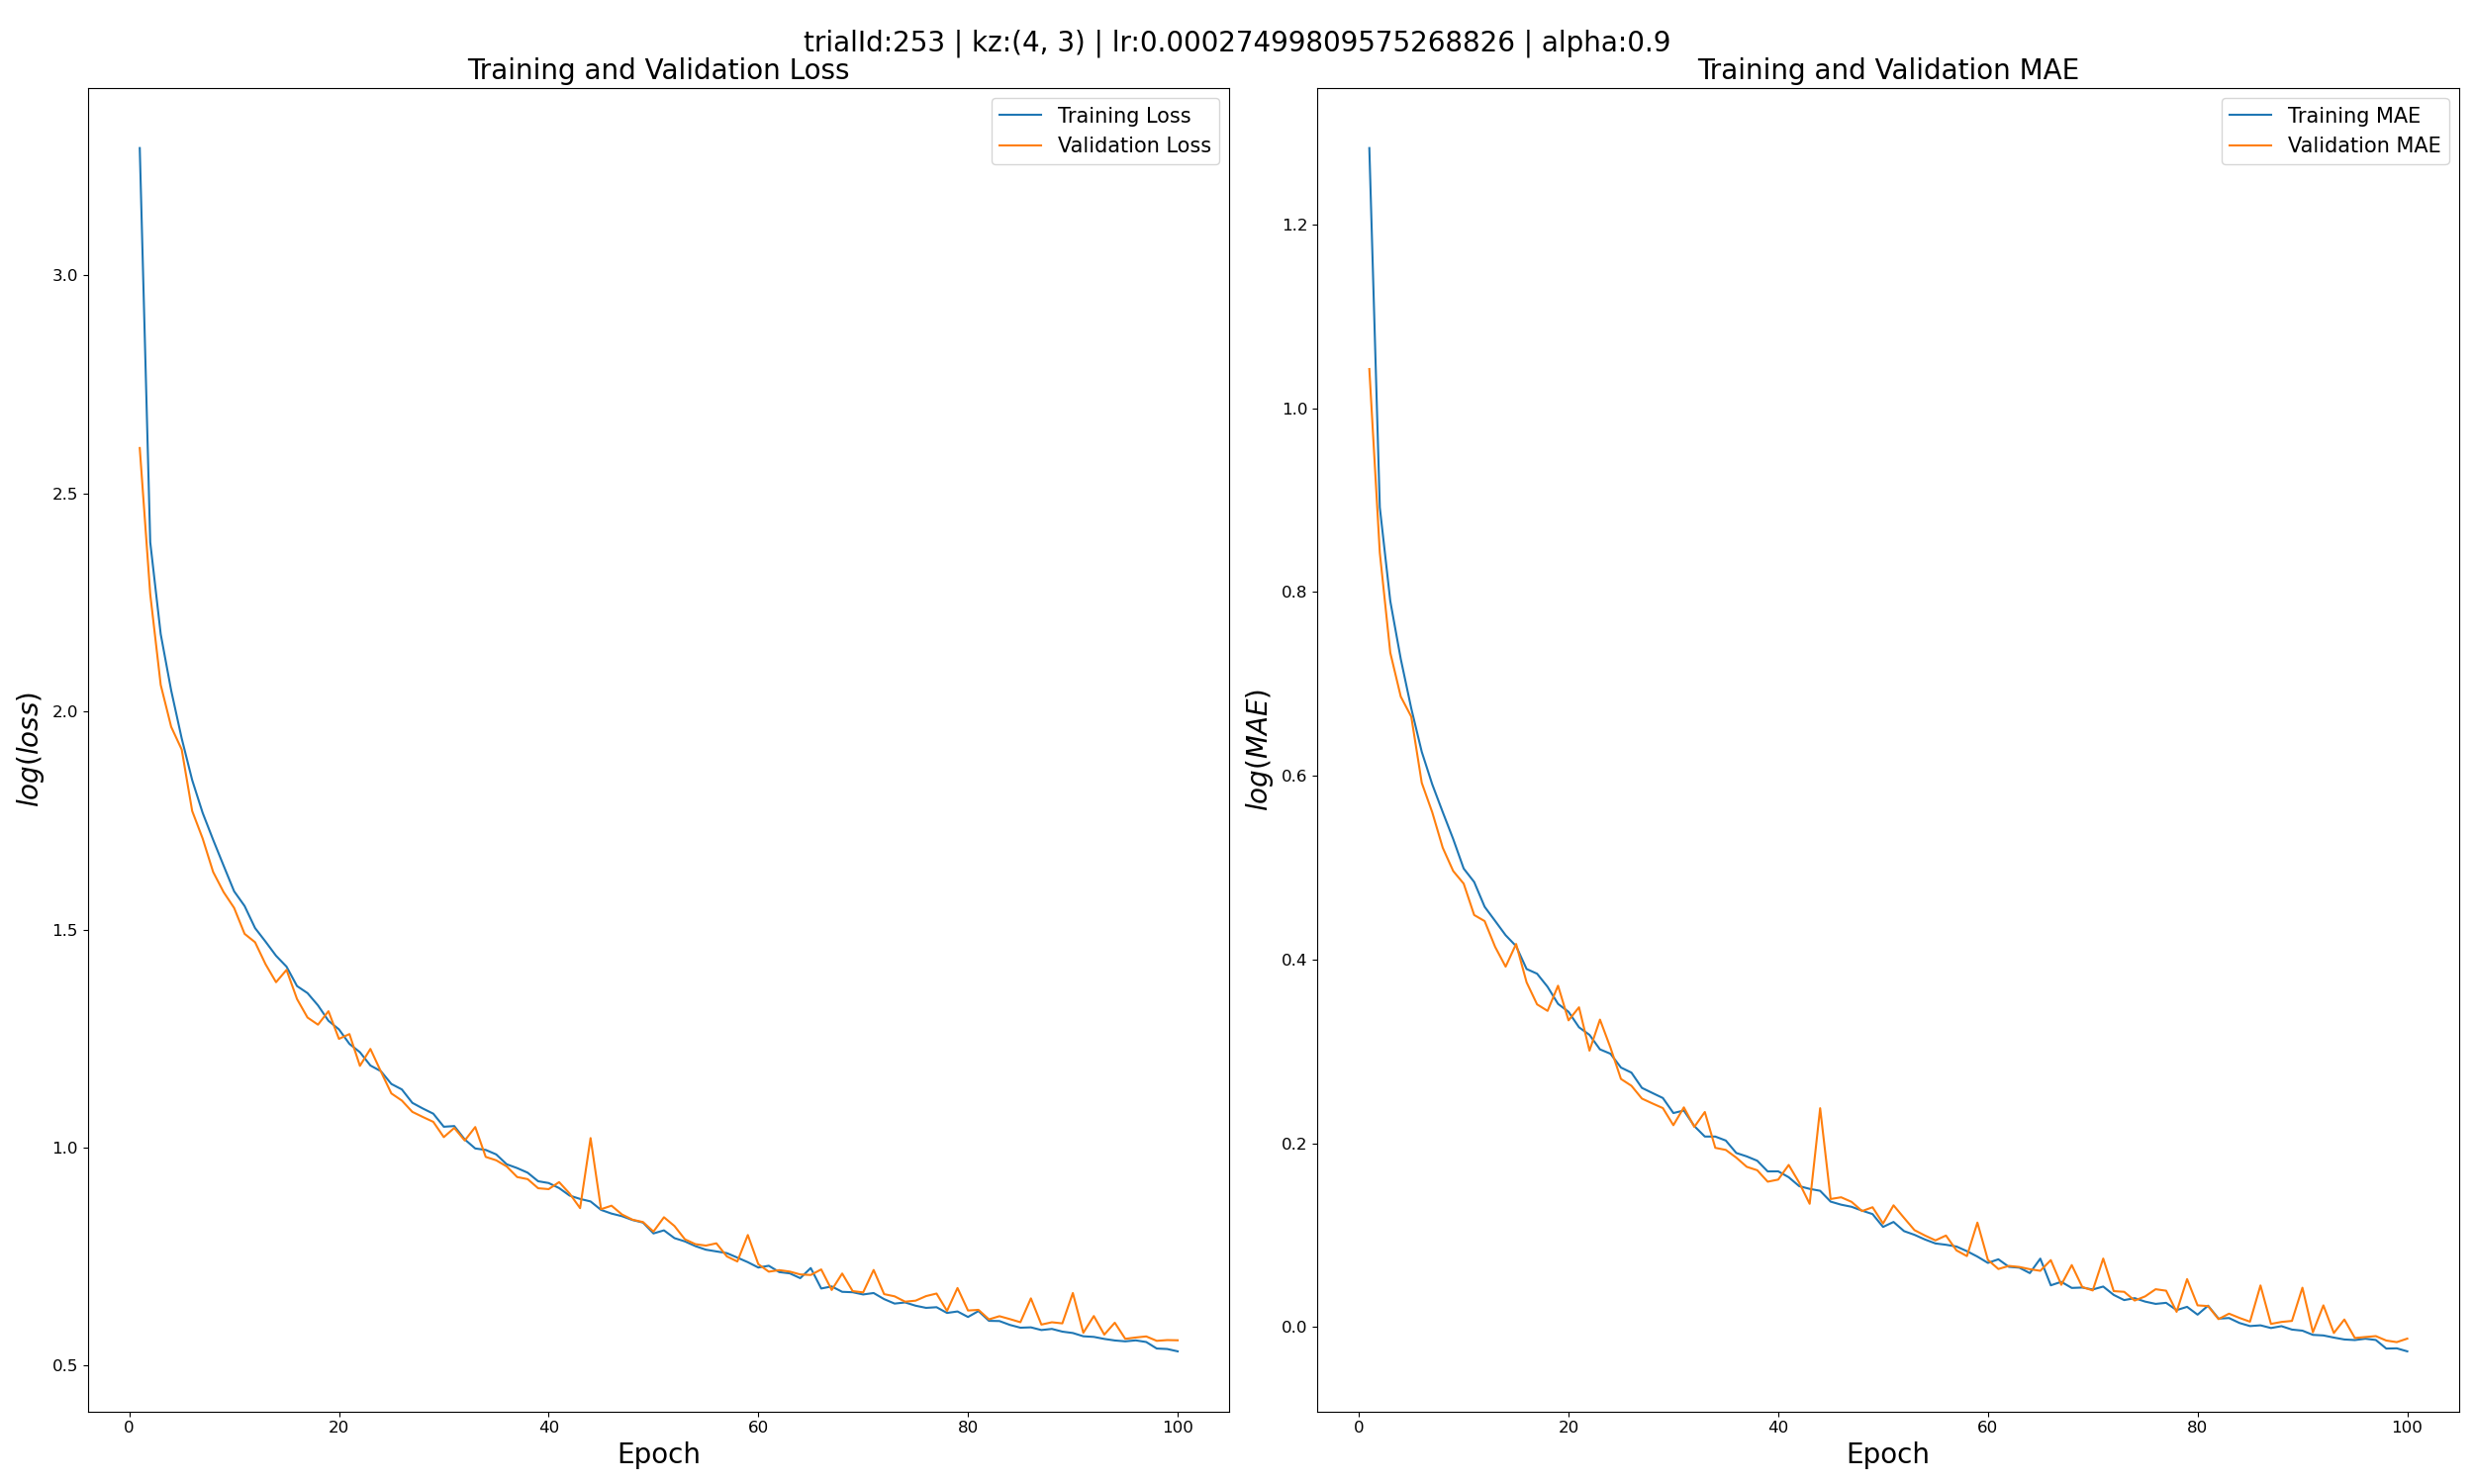 trialId:253 | kz:(4, 3) | lr:0.00027499809575268826 | alpha:0.9
Training and Validation Loss
Training Loss
Validation Loss
3.0
2.5
2.0
1.5
1.0
0.5
log(loss)
0 20 40 60 80 100
Epoch
Training and Validation MAE
Training MAE
Validation MAE
1.2
1.0
0.8
0.6
0.4
0.2
0.0
log(MAE)
0 20 40 60 80 100
Epoch